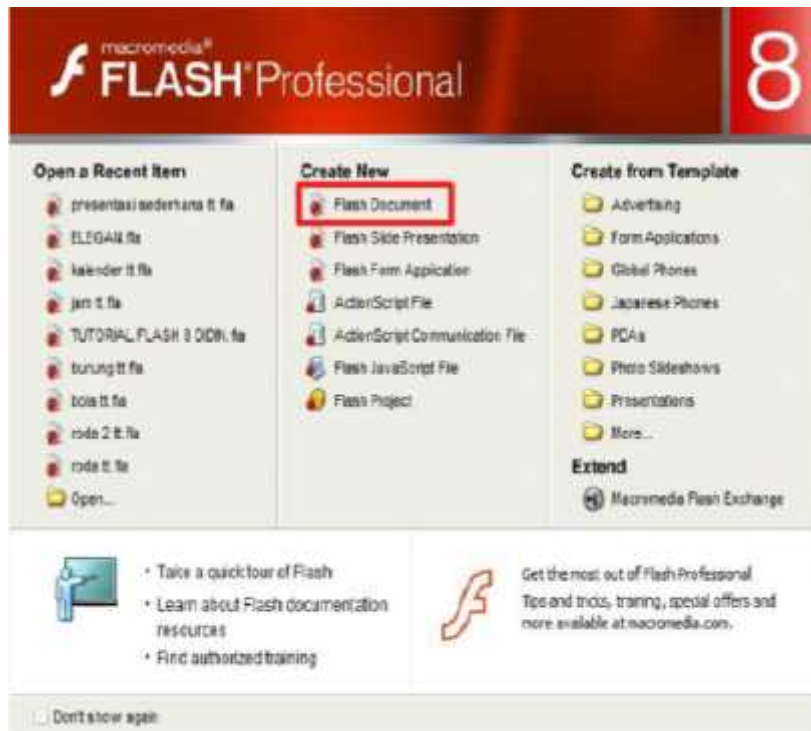 macromedia®
FLASH® Professional
8
Open a Recent Item
presentasi sederhana tt.fla
ELEGAN.fla
kalender tt.fla
jam tt.fla
TUTORIAL FLASH 8 DIDIN.fla
burung tt.fla
bola tt.fla
roda 2 tt.fla
roda tt.fla
Open...
Create New
Flash Document
Flash Slide Presentation
Flash Form Application
ActionScript File
ActionScript Communication File
Flash JavaScript File
Flash Project
Create from Template
Advertising
Form Applications
Global Phones
Japanese Phones
PDAs
Photo Slideshows
Presentations
More...
Extend
Macromedia Flash Exchange
• Take a quick tour of Flash
• Learn about Flash documentation
resources
• Find authorized training
Get the most out of Flash Professional
Tips and tricks, training, special offers and
more available at macromedia.com.
Don't show again